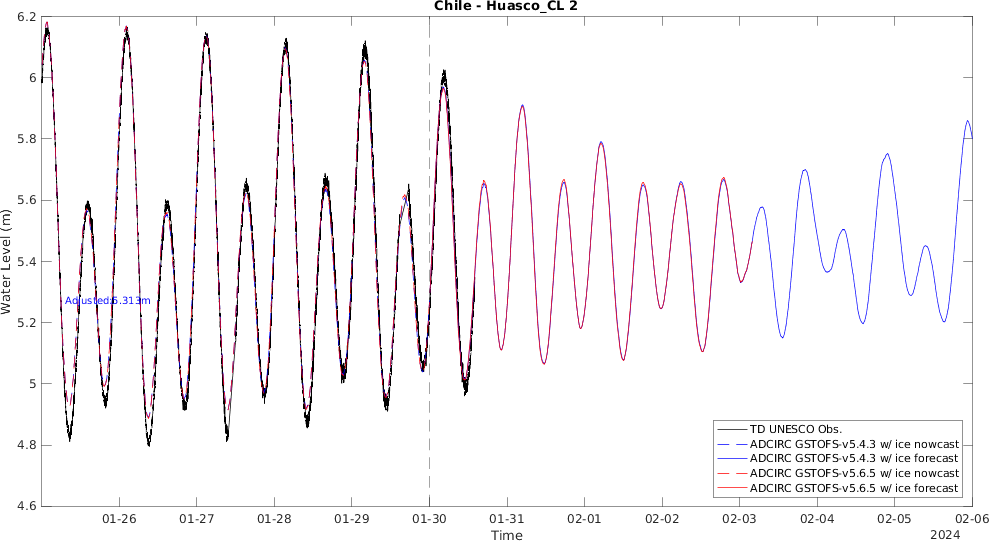 Chile - Huasco_CL 2
Water Level (m)
6.2
6
5.8
5.6
5.4
5.2
5
4.8
4.6
Adjusted:5.313m
TD UNESCO Obs.
ADCIRC GSTOFS-v5.4.3 w/ ice nowcast
ADCIRC GSTOFS-v5.4.3 w/ ice forecast
ADCIRC GSTOFS-v5.6.5 w/ ice nowcast
ADCIRC GSTOFS-v5.6.5 w/ ice forecast
01-26 01-27 01-28 01-29 01-30 01-31 02-01 02-02 02-03 02-04 02-05 02-06
Time
2024